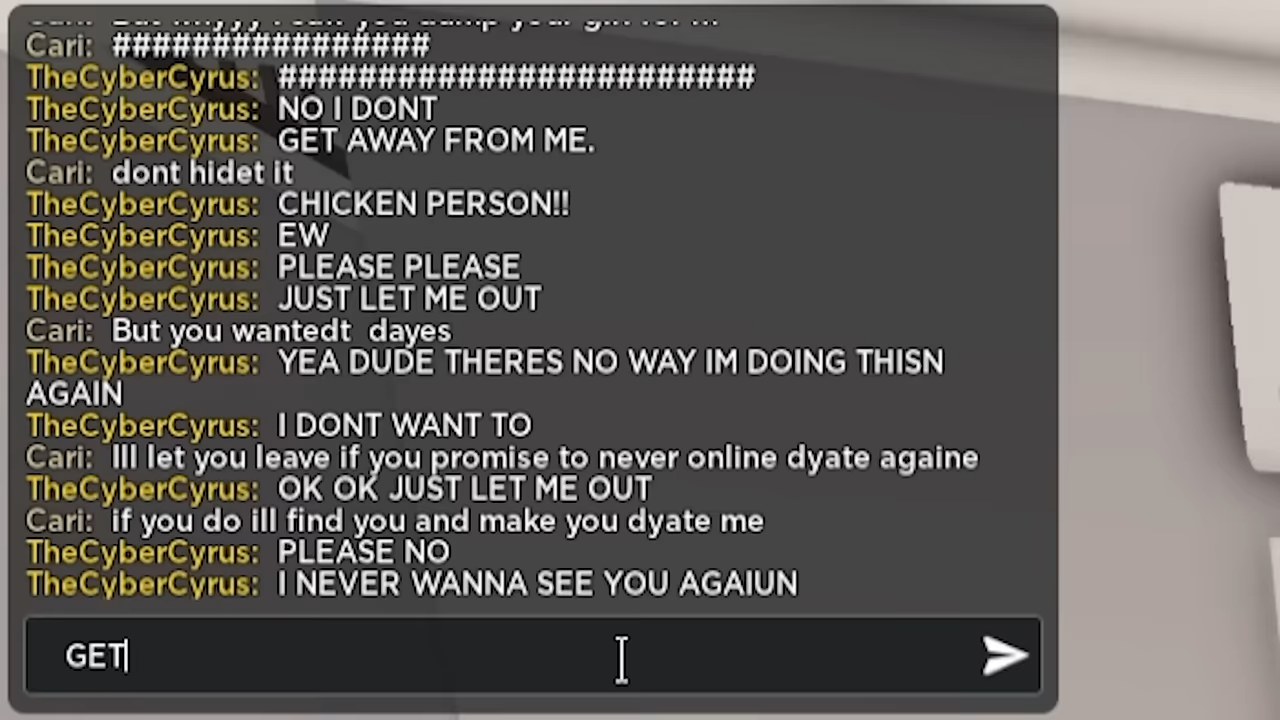 Cari: ################
TheCyberCyrus: ########################
TheCyberCyrus: NO I DONT
TheCyberCyrus: GET AWAY FROM ME.
Cari: dont hidet it
TheCyberCyrus: CHICKEN PERSON!!
TheCyberCyrus: EW
TheCyberCyrus: PLEASE PLEASE
TheCyberCyrus: JUST LET ME OUT
Cari: But you wantedt  dayes
TheCyberCyrus: YEA DUDE THERES NO WAY IM DOING THISN
AGAIN
TheCyberCyrus: I DONT WANT TO
Cari: Ill let you leave if you promise to never online dyate againe
TheCyberCyrus: OK OK JUST LET ME OUT
Cari: if you do ill find you and make you dyate me
TheCyberCyrus: PLEASE NO
TheCyberCyrus: I NEVER WANNA SEE YOU AGAIUN
GET